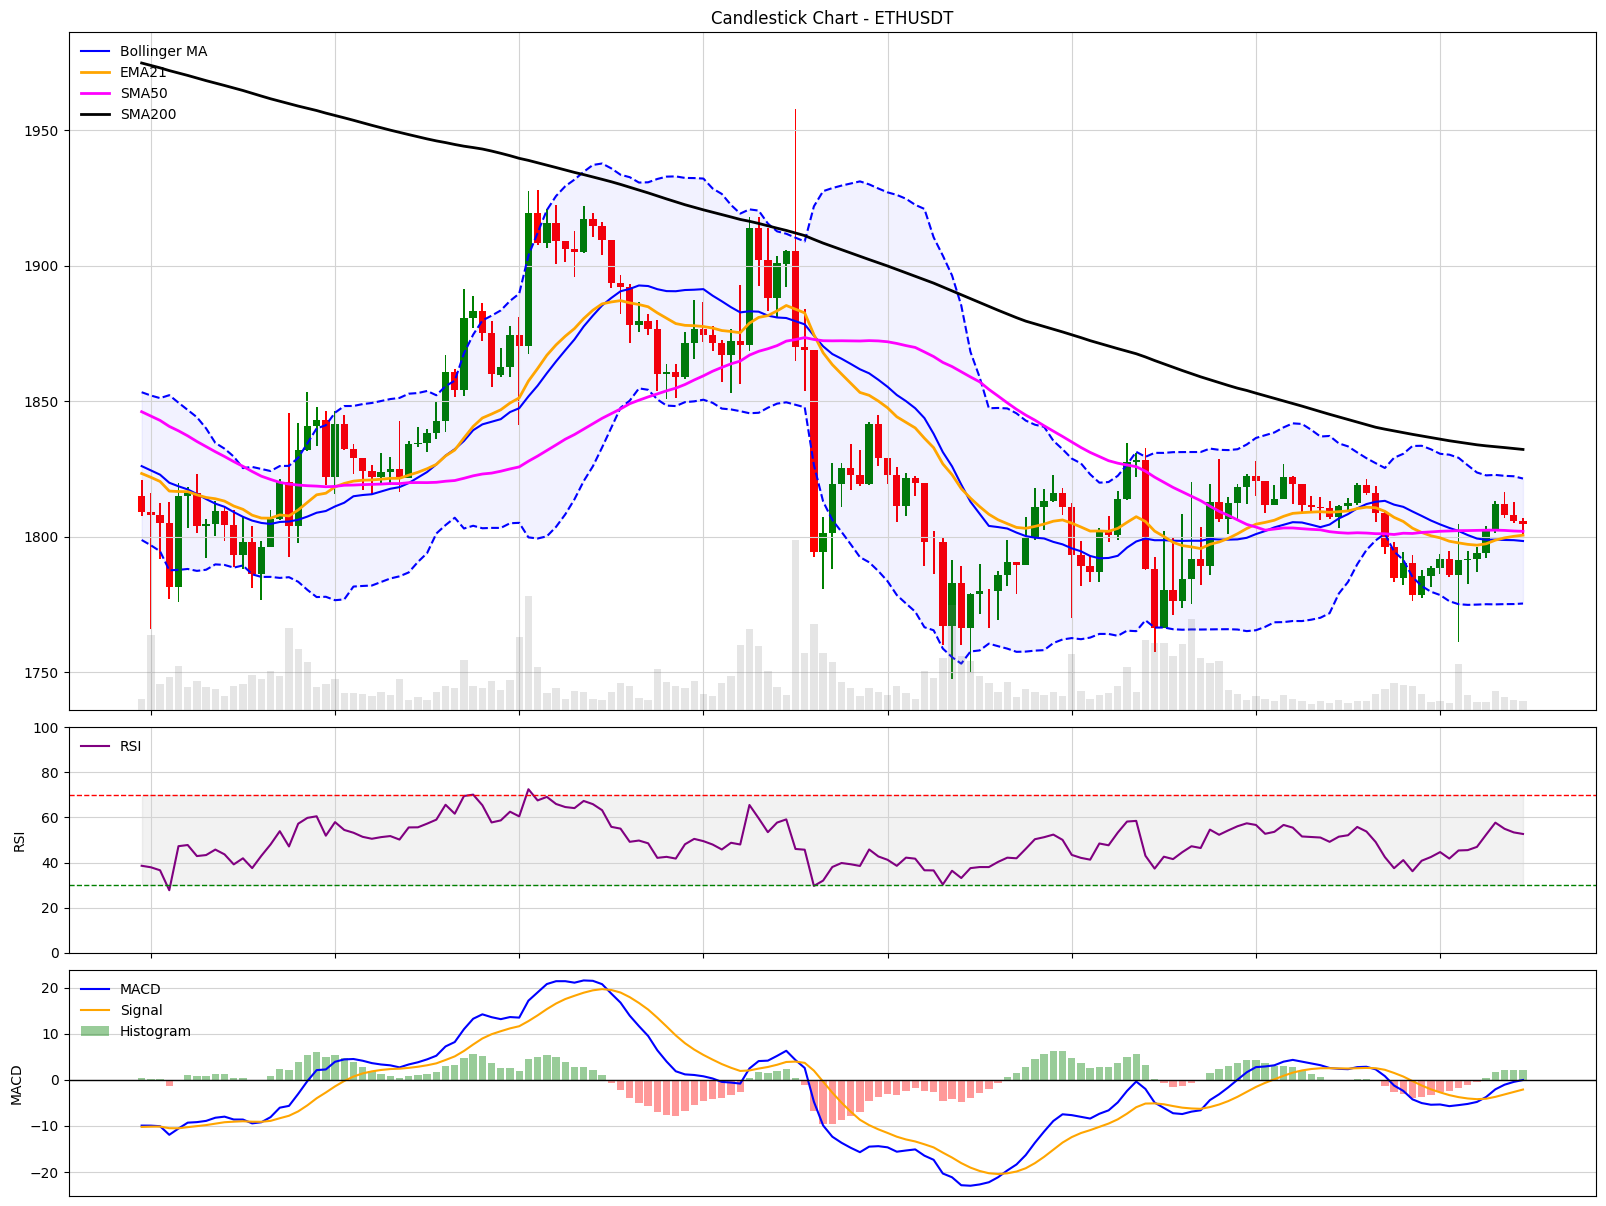 Candlestick Chart - ETHUSDT
Bollinger MA
EMA21
SMA50
SMA200
1950
1900
1850
1800
1750
RSI
100
80
60
40
20
0
RSI
MACD
Signal
Histogram
20
10
0
−10
−20
MACD